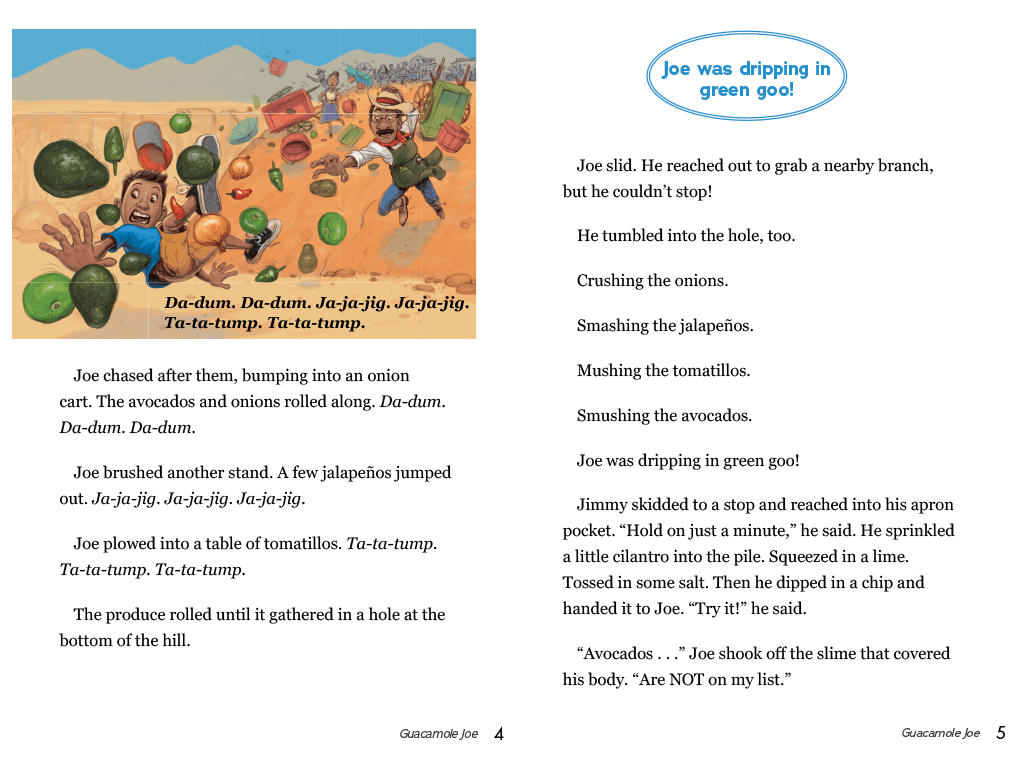 Da-dum. Da-dum. Ja-ja-jig. Ja-ja-jig.
Ta-ta-tump. Ta-ta-tump.
Joe chased after them, bumping into an onion
cart. The avocados and onions rolled along. Da-dum.
Da-dum. Da-dum.
Joe brushed another stand. A few jalapeños jumped
out. Ja-ja-jig. Ja-ja-jig. Ja-ja-jig.
Joe plowed into a table of tomatillos. Ta-ta-tump.
Ta-ta-tump. Ta-ta-tump.
The produce rolled until it gathered in a hole at the
bottom of the hill.
Guacamole Joe 4
Joe was dripping in
green goo!
Joe slid. He reached out to grab a nearby branch,
but he couldn’t stop!
He tumbled into the hole, too.
Crushing the onions.
Smashing the jalapeños.
Mushing the tomatillos.
Smushing the avocados.
Joe was dripping in green goo!
Jimmy skidded to a stop and reached into his apron
pocket. “Hold on just a minute,” he said. He sprinkled
a little cilantro into the pile. Squeezed in a lime.
Tossed in some salt. Then he dipped in a chip and
handed it to Joe. “Try it!” he said.
“Avocados . . .” Joe shook off the slime that covered
his body. “Are NOT on my list.”
Guacamole Joe 5